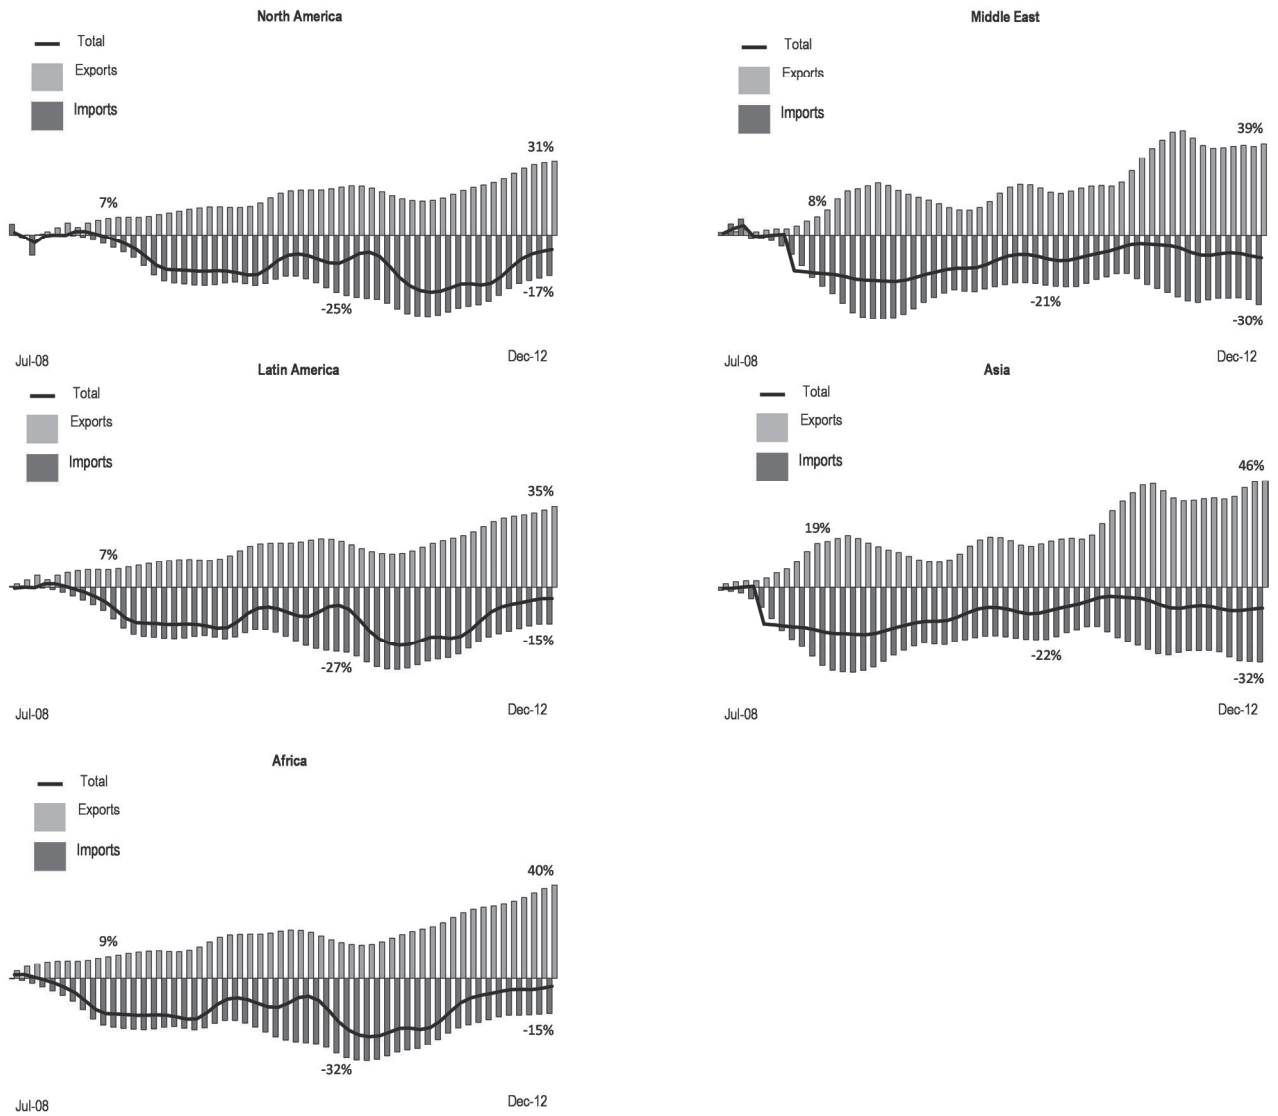 North America
Total
Exports
Imports
31%
7%
-25%
-17%
Jul-08
Dec-12
Middle East
Total
Exports
Imports
39%
8%
-21%
-30%
Jul-08
Dec-12
Latin America
Total
Exports
Imports
35%
7%
-27%
-15%
Jul-08
Dec-12
Asia
Total
Exports
Imports
46%
19%
-22%
-32%
Jul-08
Dec-12
Africa
Total
Exports
Imports
40%
9%
-32%
-15%
Jul-08
Dec-12